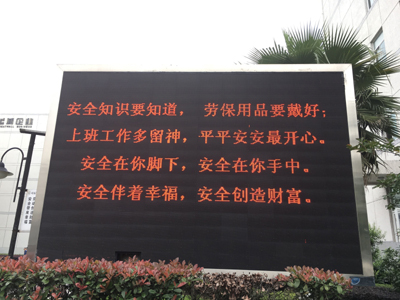 安全知识要知道， 劳保用品要戴好；
上班工作多留神，平平安安最开心。
安全在你脚下，安全在你手中。
安全伴着幸福，安全创造财富。